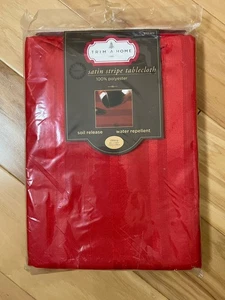 TRIM A HOME
satin stripe tablecloth
100% polyester
soil release
water repellent